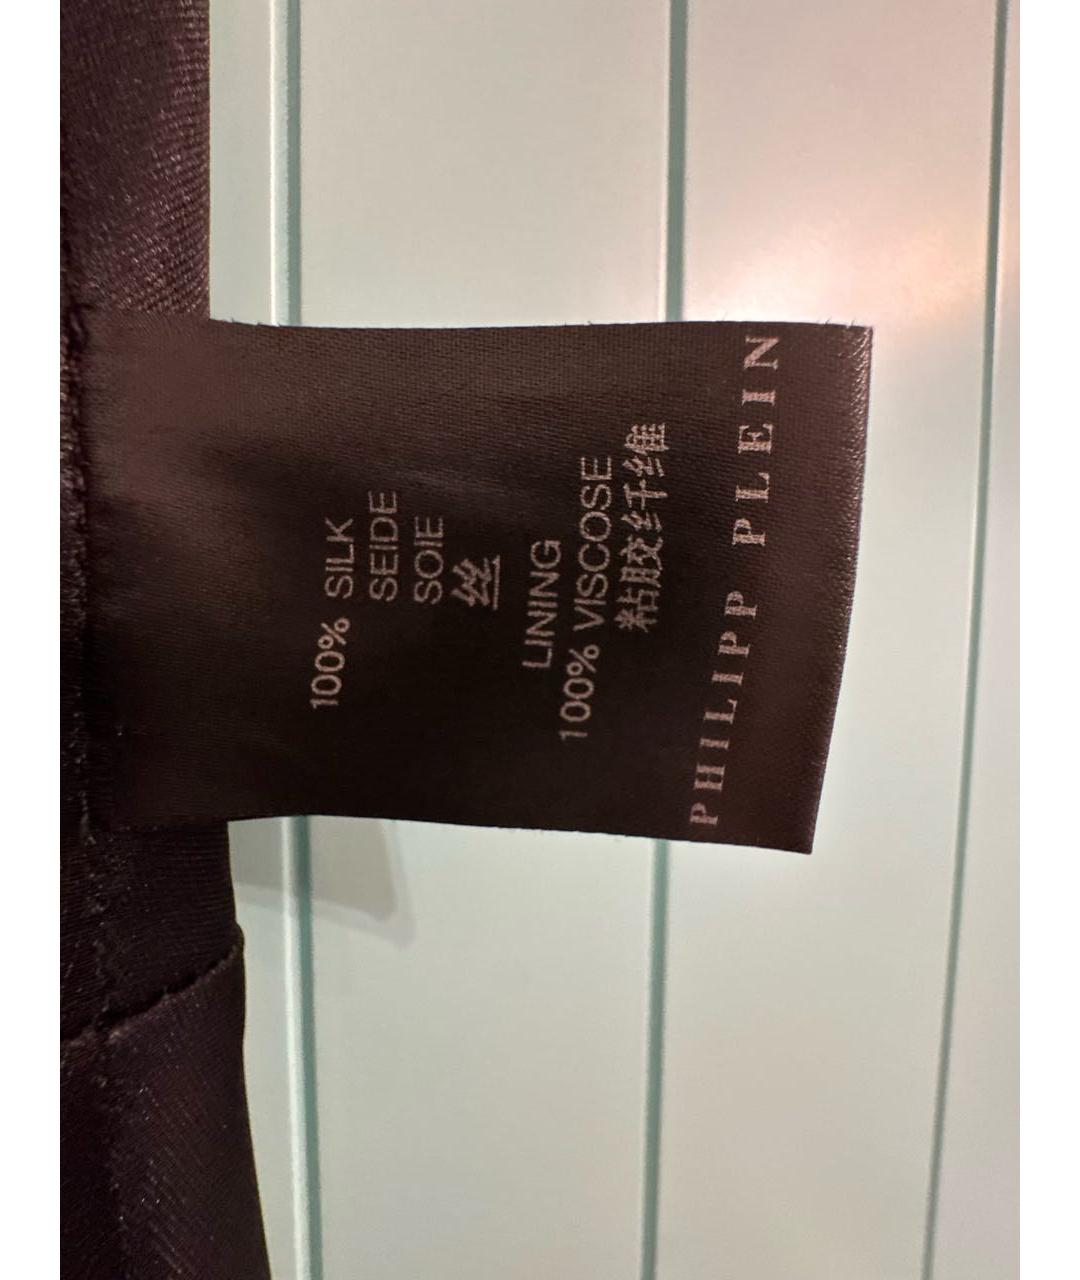 100% SILK
SEIDE
SOIE
丝
LINING
100% VISCOSE
粘胶纤维
PHILIPP PLEIN